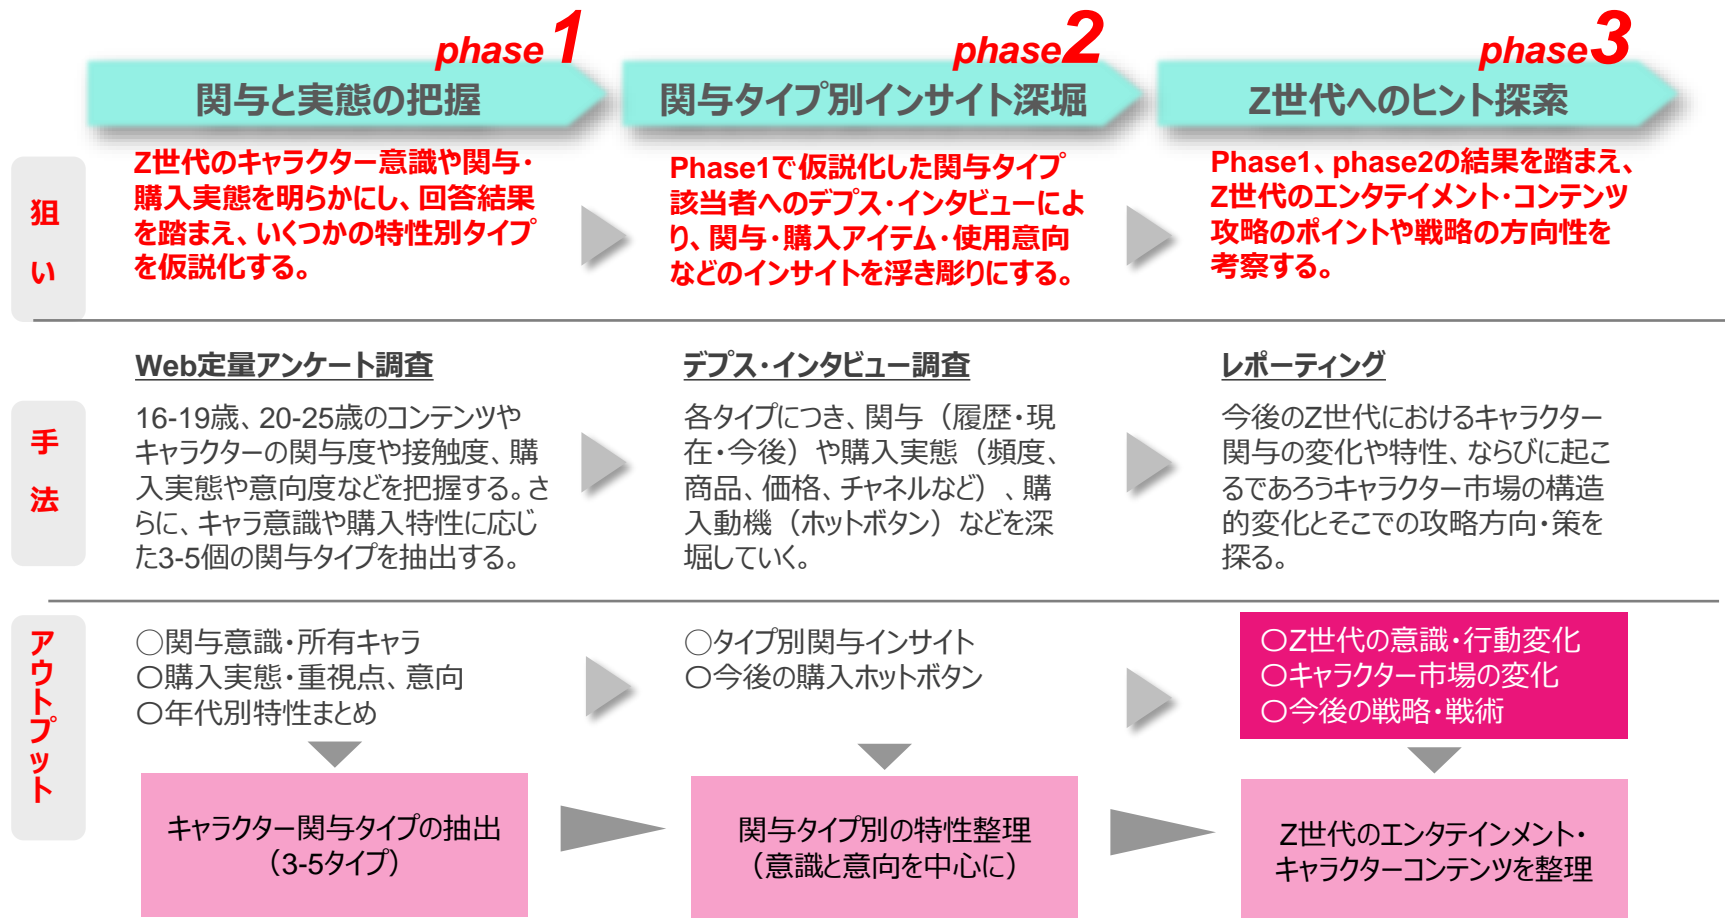 phase1
phase2
phase3
関与と実態の把握
関与タイプ別インサイト深堀
Z世代へのヒント探索
狙い
Z世代のキャラクター意識や関与・
購入実態を明らかにし、回答結果
を踏まえ、いくつかの特性別タイプ
を仮説化する。
Phase1で仮説化した関与タイプ
該当者へのデプス・インタビューによ
り、関与・購入アイテム・使用意向
などのインサイトを浮き彫りにする。
Phase1、phase2の結果を踏まえ、
Z世代のエンタテイメント・コンテンツ
攻略のポイントや戦略の方向性を
考察する。
手法
Web定量アンケート調査
16-19歳、20-25歳のコンテンツや
キャラクターの関与度や接触度、購
入実態や意向度などを把握する。さ
らに、キャラ意識や購入特性に応じ
た3-5個の関与タイプを抽出する。
デプス・インタビュー調査
各タイプにつき、関与（履歴・現
在・今後）や購入実態（頻度、
商品、価格、チャネルなど）、購
入動機（ホットボタン）などを深
堀していく。
レポーティング
今後のZ世代におけるキャラクター
関与の変化や特性、ならびに起こ
るであろうキャラクター市場の構造
的変化とそこでの攻略方向・策を
探る。
アウトプット
○関与意識・所有キャラ
〇購入実態・重視点、意向
〇年代別特性まとめ
○タイプ別関与インサイト
〇今後の購入ホットボタン
〇Z世代の意識・行動変化
〇キャラクター市場の変化
〇今後の戦略・戦術
キャラクター関与タイプの抽出
（3-5タイプ）
関与タイプ別の特性整理
（意識と意向を中心に）
Z世代のエンタテインメント・
キャラクターコンテンツを整理